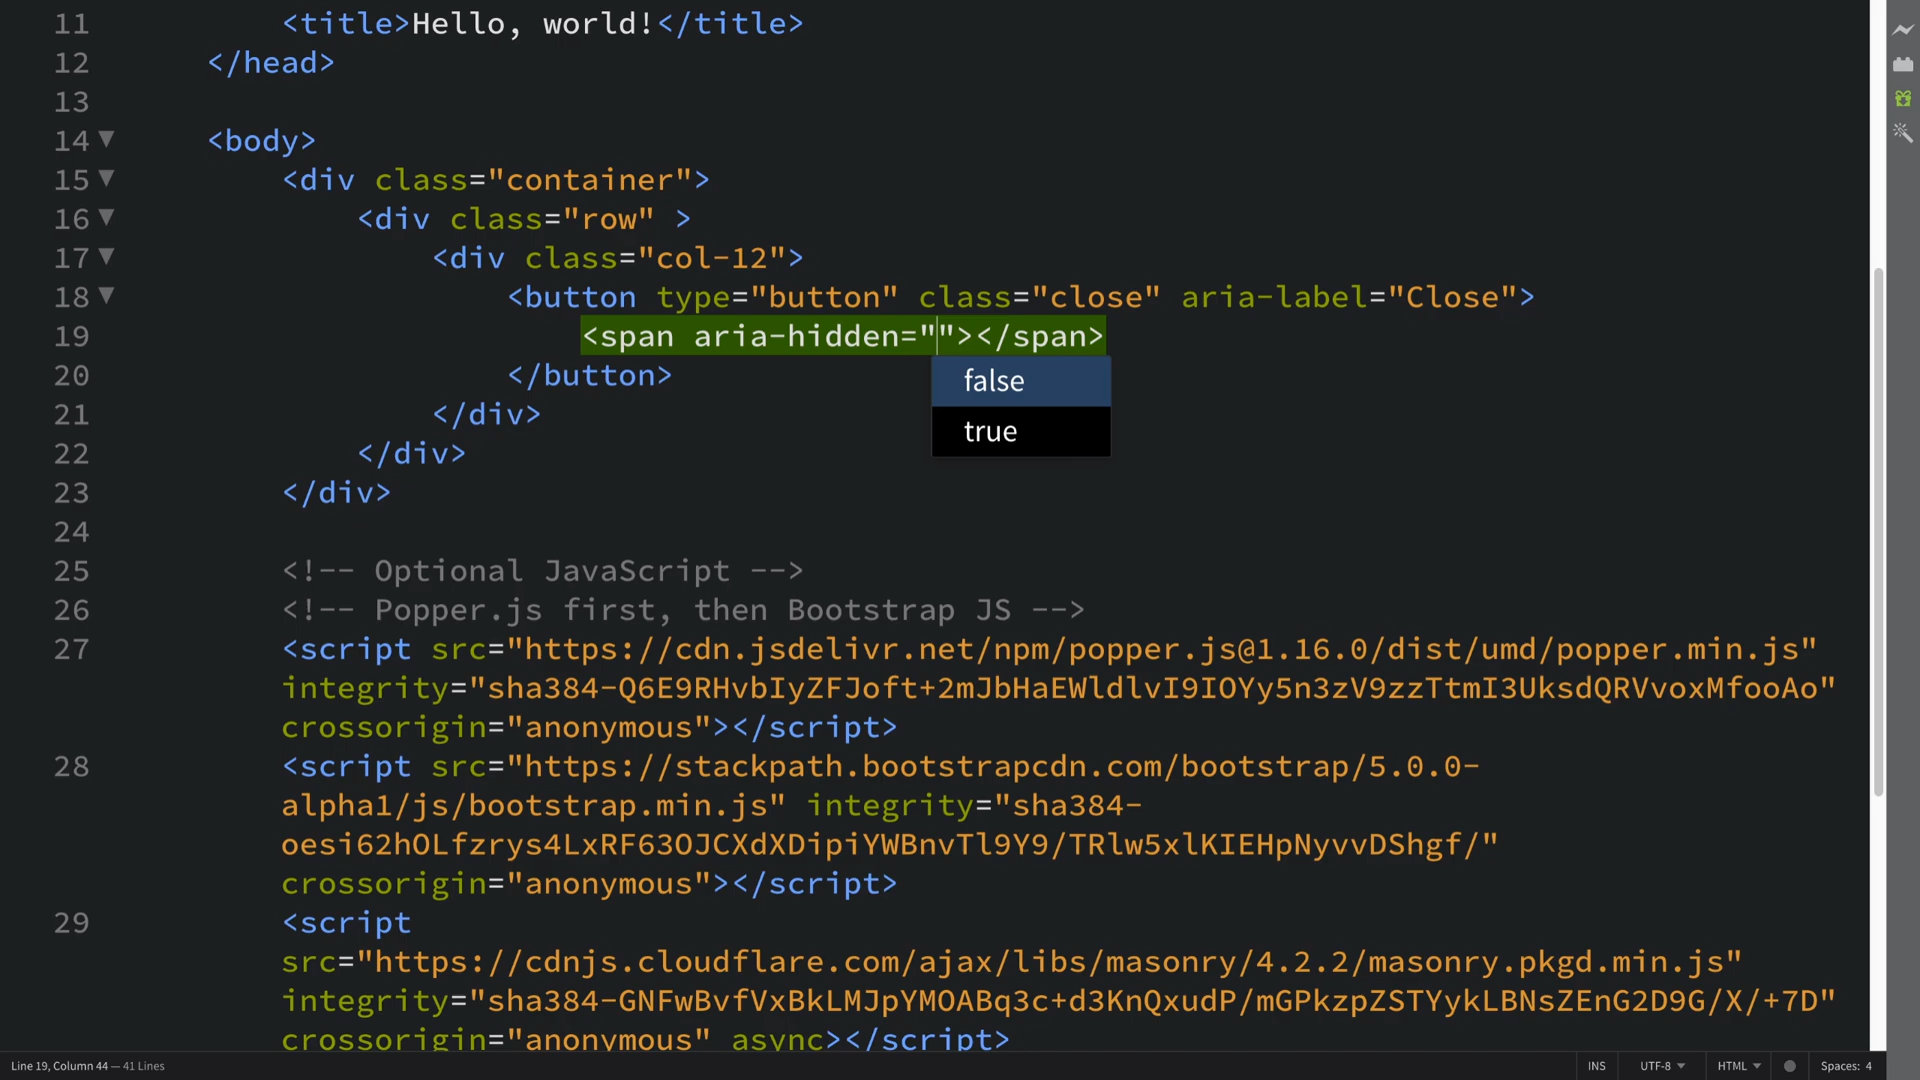 11 <title>Hello, world!</title>
12 </head>
13
14 <body>
15 <div class="container">
16 <div class="row" >
17 <div class="col-12">
18 <button type="button" class="close" aria-label="Close">
19 <span aria-hidden=""></span>
20 </button>
false
21 </div>
true
22 </div>
23 </div>
24
25 <!-- Optional JavaScript -->
26 <!-- Popper.js first, then Bootstrap JS -->
27 <script src="https://cdn.jsdelivr.net/npm/popper.js@1.16.0/dist/umd/popper.min.js"
integrity="sha384-Q6E9RHvbIyZFJoft+2mJbHaEWldlvI9IOYy5n3zV9zzTtmI3UksdQRVvoxMfooAo"
crossorigin="anonymous"></script>
28 <script src="https://stackpath.bootstrapcdn.com/bootstrap/5.0.0-
alpha1/js/bootstrap.min.js" integrity="sha384-
oesi62hOLfzrys4LxRF63OJCXdXDipiYWBnvTl9Y9/TRlw5xlKIEHpNyvvDShgf/"
crossorigin="anonymous"></script>
29 <script
src="https://cdnjs.cloudflare.com/ajax/libs/masonry/4.2.2/masonry.pkgd.min.js"
integrity="sha384-GNFwBvfVxBkLMJpYMOABq3c+d3KnQxudP/mGPkzpZSTYykLBNsZEnG2D9G/X/+7D"
crossorigin="anonymous" async></script>
Line 19, Column 44 — 41 Lines INS UTF-8 HTML Spaces: 4